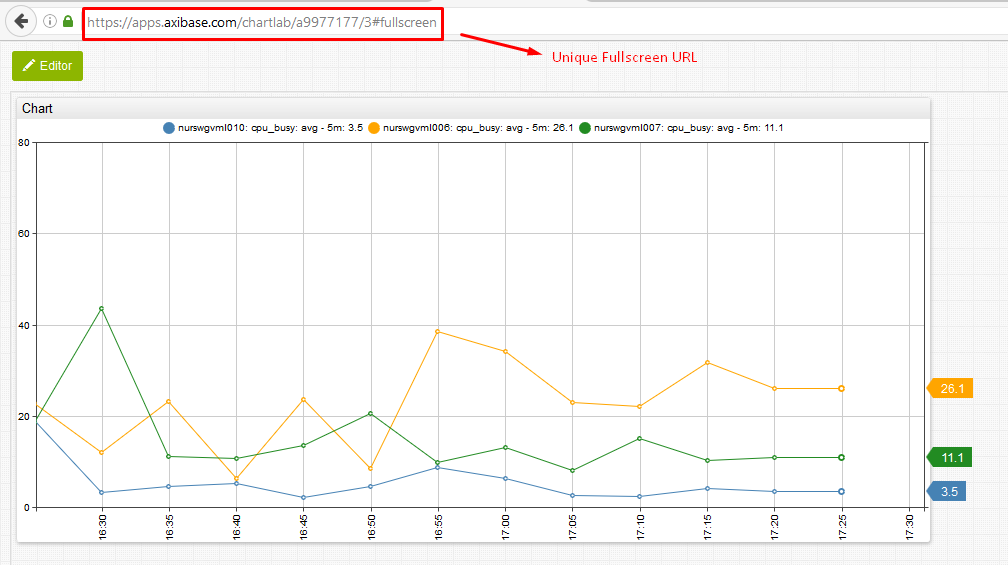 https://apps.axibase.com/chartlab/a9977177/3#fullscreen
Unique Fullscreen URL
Editor
Chart
nurswgvml010: cpu_busy: avg - 5m: 3.5 nurswgvml006: cpu_busy: avg - 5m: 26.1 nurswgvml007: cpu_busy: avg - 5m: 11.1
80
60
40
20
0
26.1
11.1
3.5
16:30 16:35 16:40 16:45 16:50 16:55 17:00 17:05 17:10 17:15 17:20 17:25 17:30